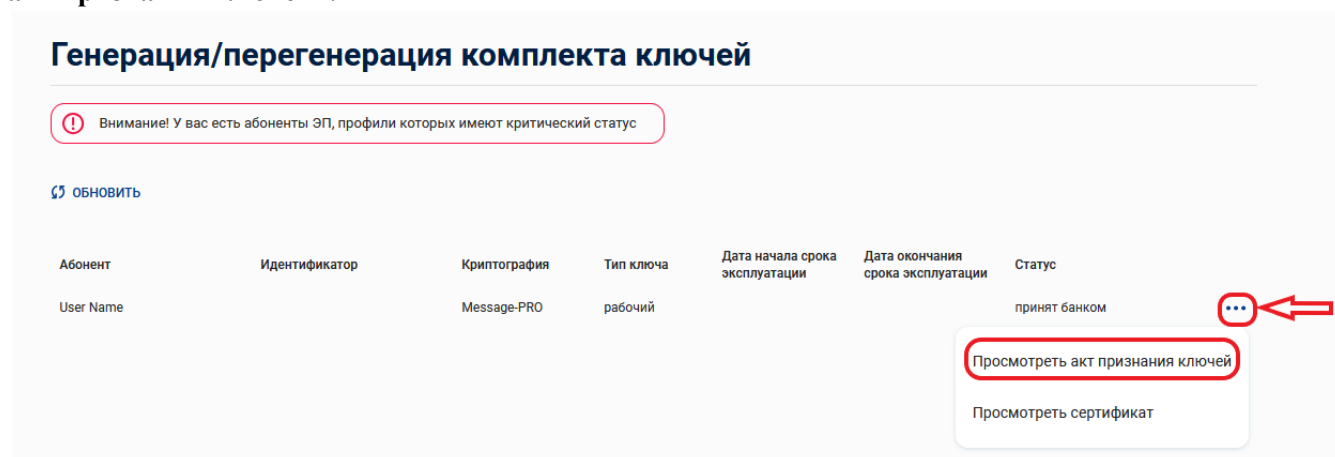 Генерация/перегенерация комплекта ключей
Внимание! У вас есть абоненты ЭП, профили которых имеют критический статус
ОБНОВИТЬ
Абонент Идентификатор Криптография Тип ключа Дата начала срока эксплуатации Дата окончания срока эксплуатации Статус
User Name Message-PRO рабочий принят банком
Просмотреть акт признания ключей
Просмотреть сертификат